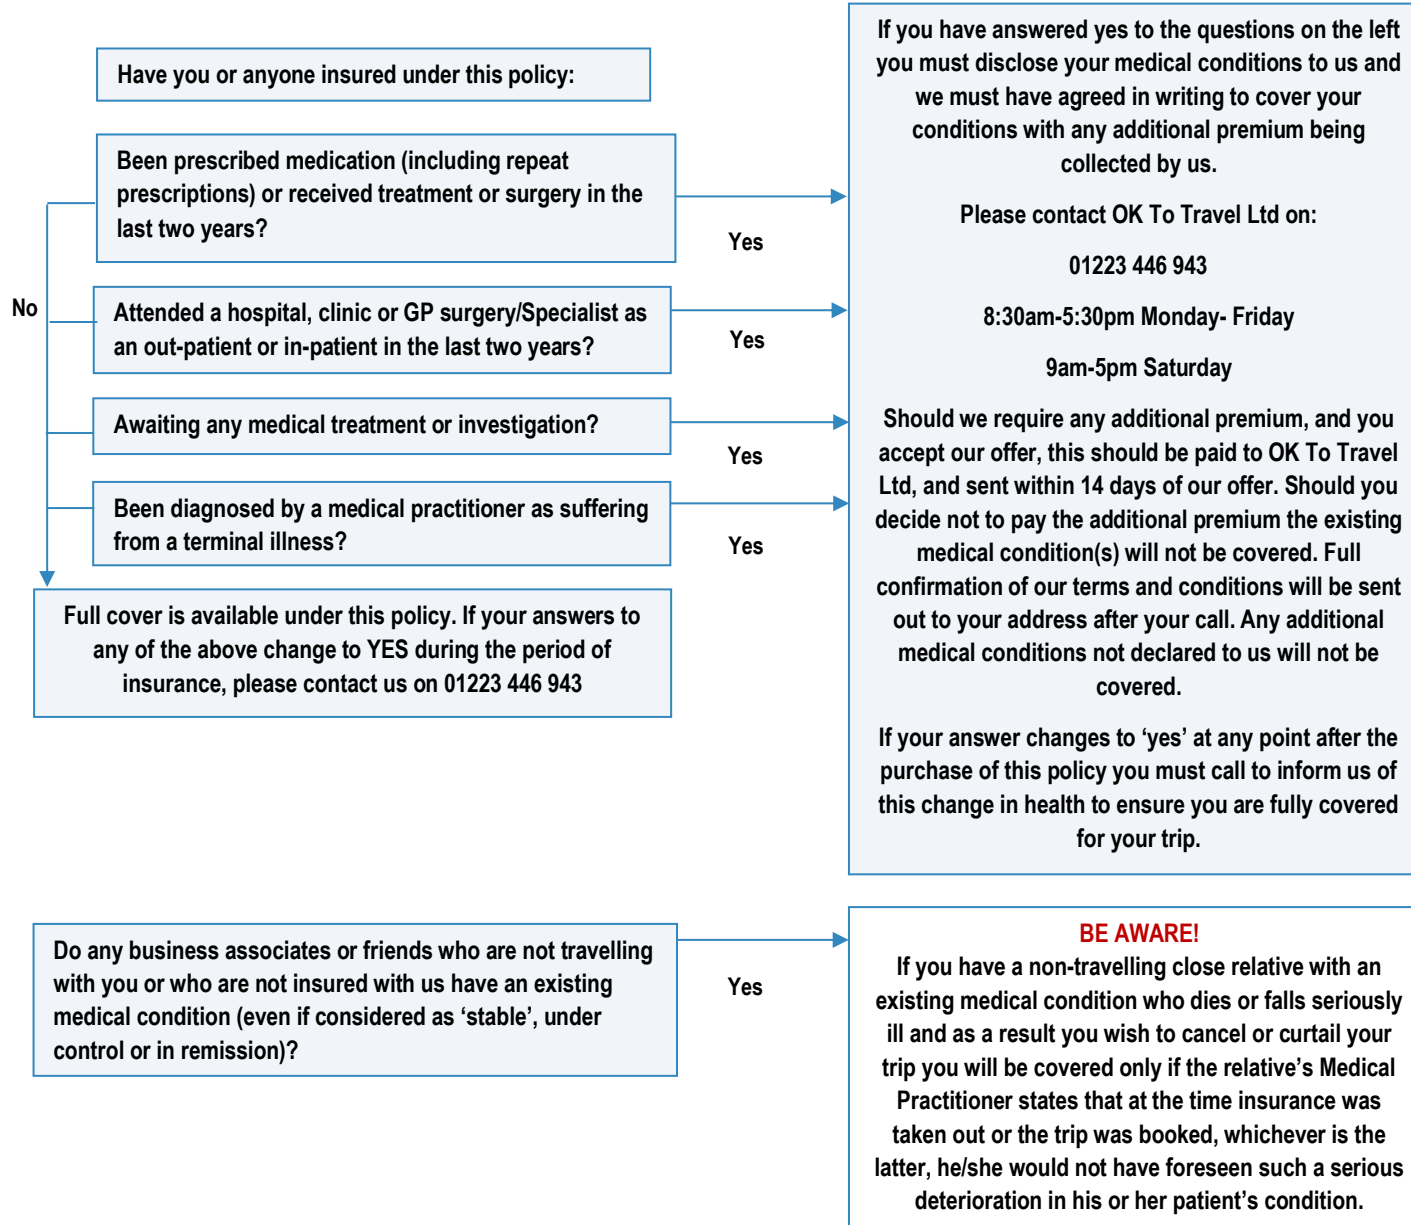 Have you or anyone insured under this policy:
Been prescribed medication (including repeat
prescriptions) or received treatment or surgery in the
last two years?
Yes
No
Attended a hospital, clinic or GP surgery/Specialist as
an out-patient or in-patient in the last two years?
Yes
Awaiting any medical treatment or investigation?
Yes
Been diagnosed by a medical practitioner as suffering
from a terminal illness?
Yes
Full cover is available under this policy. If your answers to
any of the above change to YES during the period of
insurance, please contact us on 01223 446 943
If you have answered yes to the questions on the left
you must disclose your medical conditions to us and
we must have agreed in writing to cover your
conditions with any additional premium being
collected by us.
Please contact OK To Travel Ltd on:
01223 446 943
8:30am-5:30pm Monday- Friday
9am-5pm Saturday
Should we require any additional premium, and you
accept our offer, this should be paid to OK To Travel
Ltd, and sent within 14 days of our offer. Should you
decide not to pay the additional premium the existing
medical condition(s) will not be covered. Full
confirmation of our terms and conditions will be sent
out to your address after your call. Any additional
medical conditions not declared to us will not be
covered.
If your answer changes to ‘yes’ at any point after the
purchase of this policy you must call to inform us of
this change in health to ensure you are fully covered
for your trip.
Do any business associates or friends who are not travelling
with you or who are not insured with us have an existing
medical condition (even if considered as ‘stable’, under
control or in remission)?
Yes
BE AWARE!
If you have a non-travelling close relative with an
existing medical condition who dies or falls seriously
ill and as a result you wish to cancel or curtail your
trip you will be covered only if the relative’s Medical
Practitioner states that at the time insurance was
taken out or the trip was booked, whichever is the
latter, he/she would not have foreseen such a serious
deterioration in his or her patient’s condition.